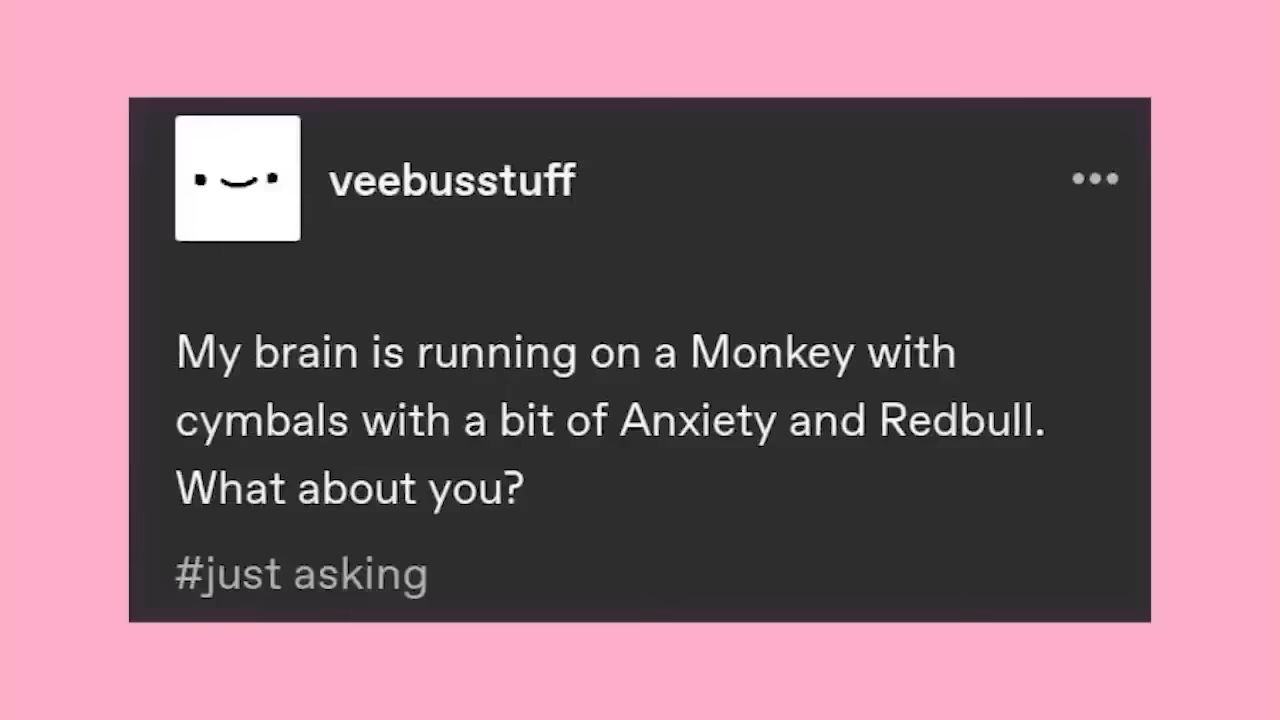 veebusstuff
My brain is running on a Monkey with
cymbals with a bit of Anxiety and Redbull.
What about you?
#just asking